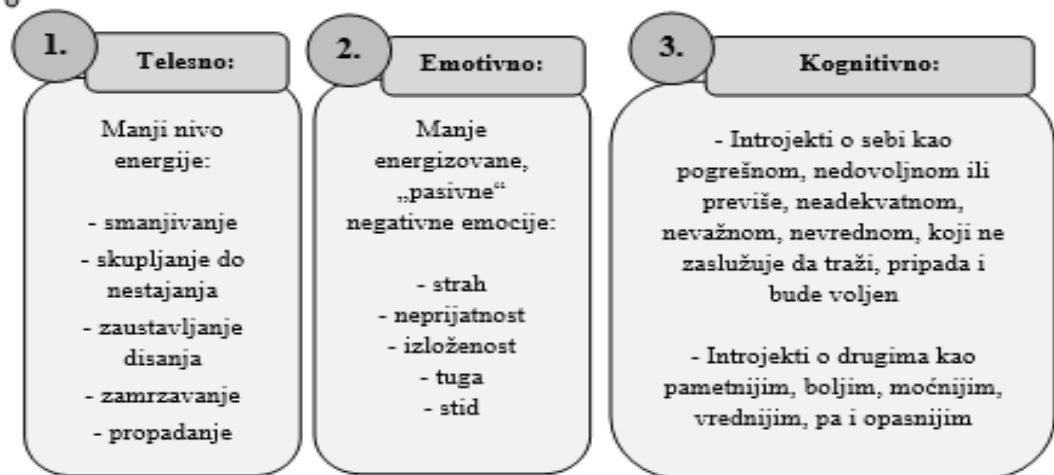 1.
Telesno:
Manji nivo
energije:
- smanjivanje
- skupljanje do
nestajanja
- zaustavljanje
disanja
- zamrzavanje
- propadanje
2.
Emotivno:
Manje
energizovane,
„pasivne“
negativne emocije:
- strah
- neprijatnost
- izloženost
- tuga
- stid
3.
Kognitivno:
- Introjekti o sebi kao
pogrešnom, nedovoljnom ili
previše, neadekvatnom,
nevažnom, nevrednom, koji ne
zaslužuje da traži, pripada i
bude voljen
- Introjekti o drugima kao
pametnijim, boljim, moćnijim,
vrednijim, pa i opasnijim